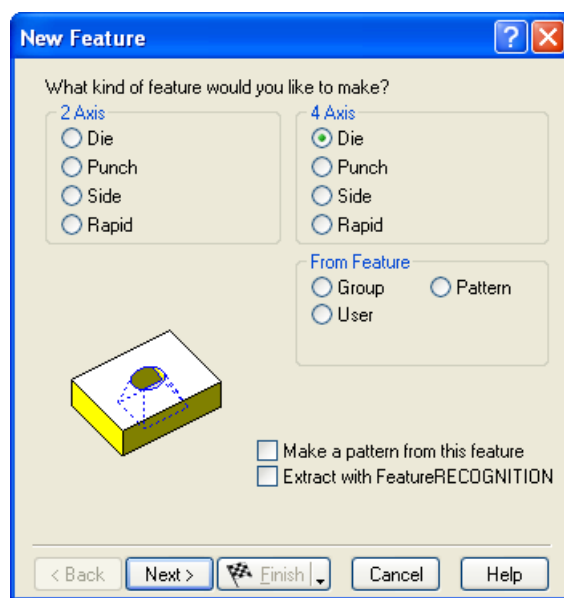 New Feature
What kind of feature would you like to make?
2 Axis
Die
Punch
Side
Rapid
4 Axis
Die
Punch
Side
Rapid
From Feature
Group Pattern
User
Make a pattern from this feature
Extract with FeatureRECOGNITION
< Back Next > Finish Cancel Help